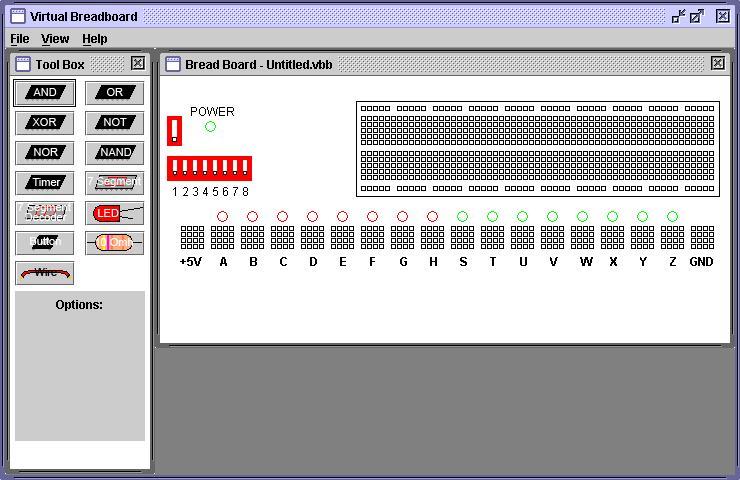 Virtual Breadboard
File View Help
Tool Box
AND OR
XOR NOT
NOR NAND
Timer 7 Segment
7 Segment
Decoder LED
Button 10 Ohm
Wire
Options:
Bread Board - Untitled.vbb
POWER
1 2 3 4 5 6 7 8
+5V A B C D E F G H S T U V W X Y Z GND